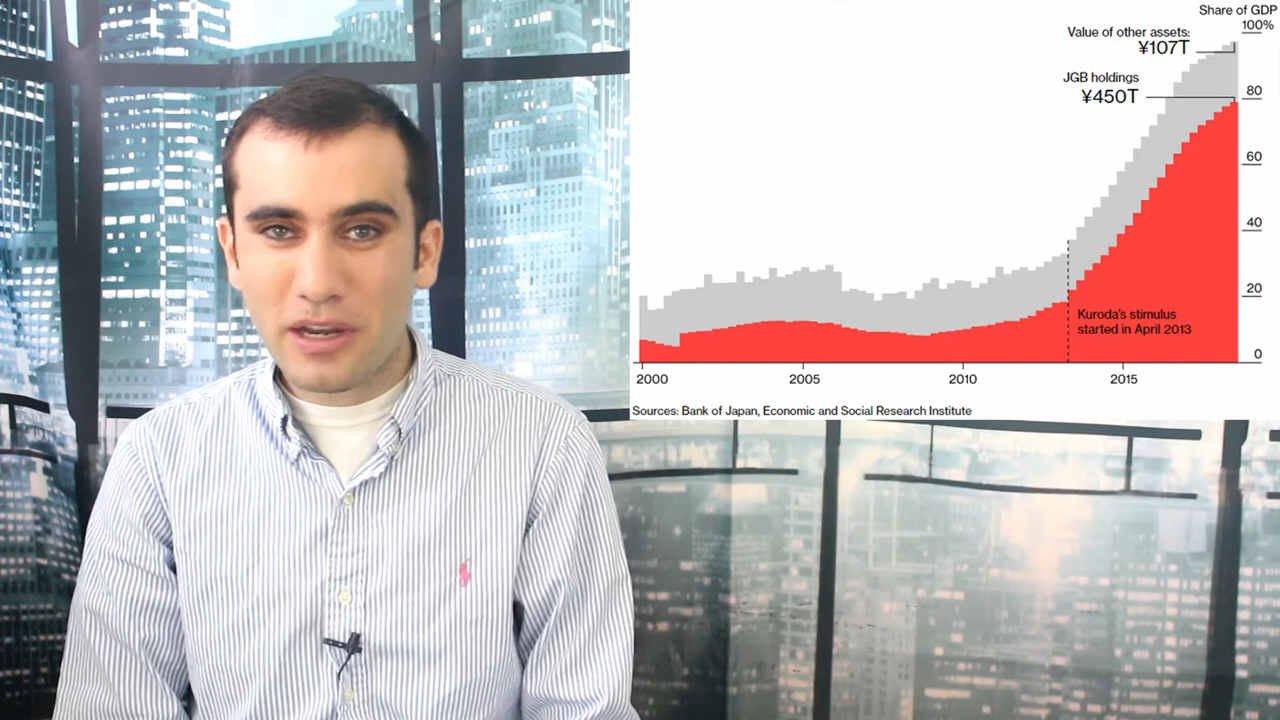 Share of GDP
100%
Value of other assets:
¥107T
JGB holdings
¥450T
80
60
40
20
Kuroda's stimulus
started in April 2013
0
2000 2005 2010 2015
Sources: Bank of Japan, Economic and Social Research Institute